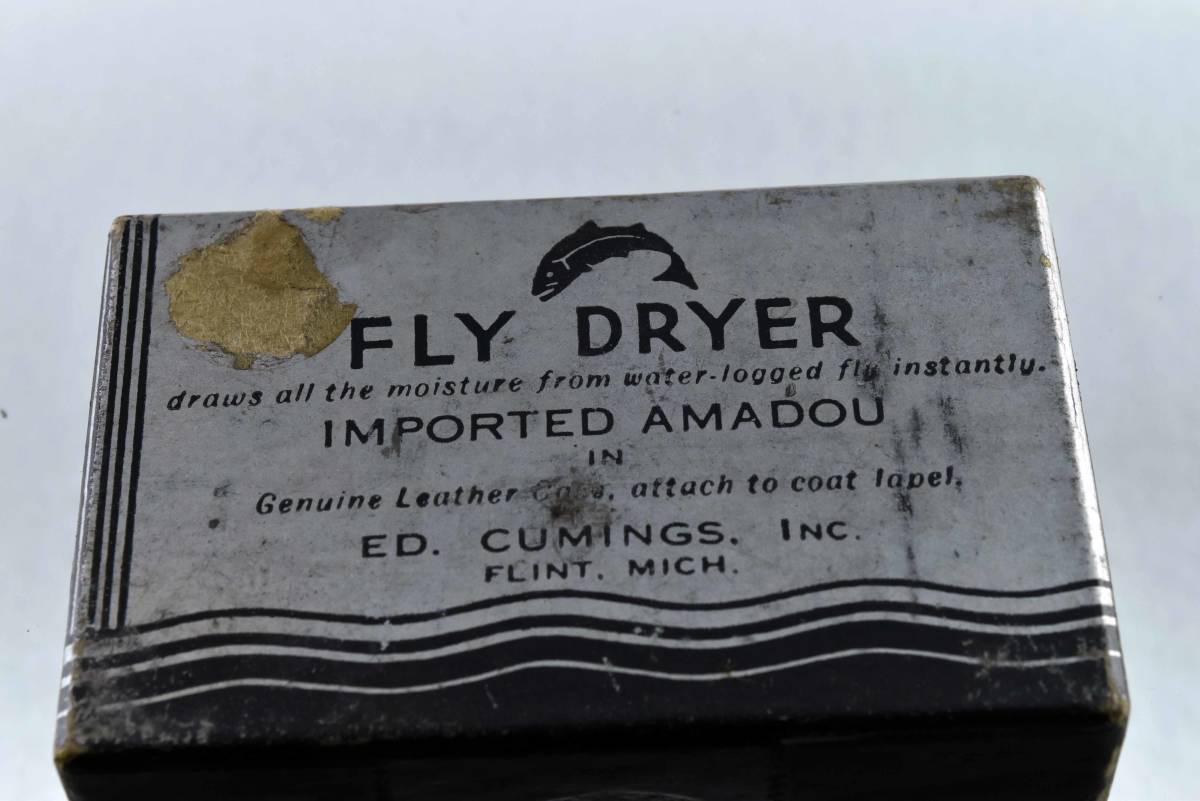 FLY DRYER
draws all the moisture from water-logged fly instantly.
IMPORTED AMADOU
IN
Genuine Leather Case, attach to coat lapel.
ED. CUMINGS, INC.
FLINT, MICH.